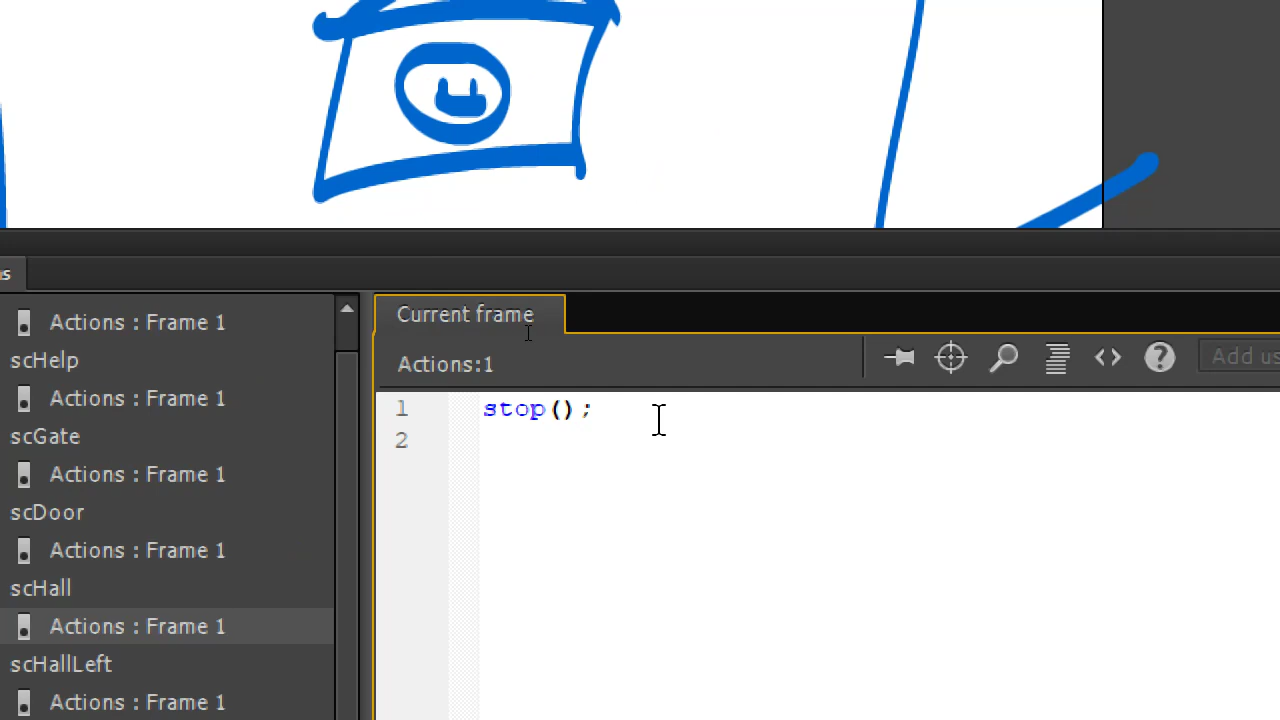 s
Current frame
Actions:1
Add us
1 stop();
2
Actions : Frame 1
scHelp
Actions : Frame 1
scGate
Actions : Frame 1
scDoor
Actions : Frame 1
scHall
Actions : Frame 1
scHallLeft
Actions : Frame 1